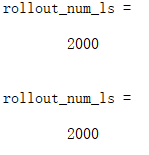 rollout_num_ls =
2000
rollout_num_ls =
2000